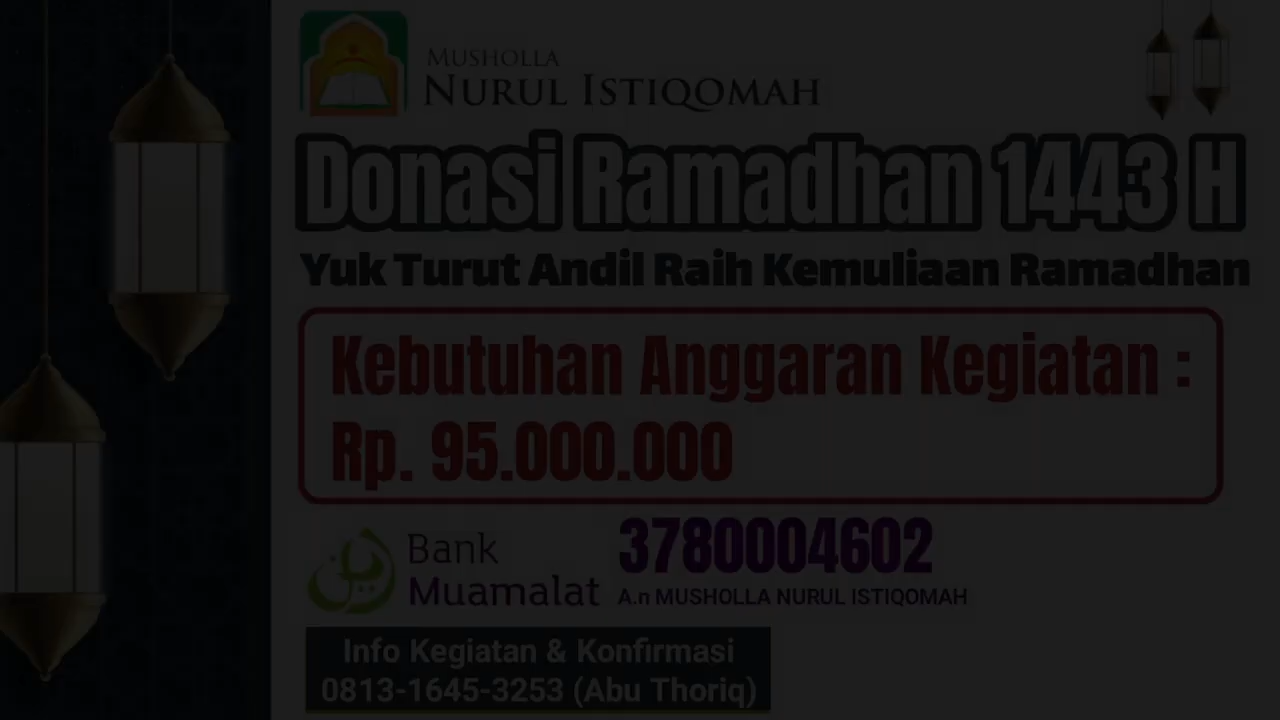 MUSHOLLA
NURUL ISTIQOMAH
Donasi Ramadhan 1443 H
Yuk Turut Andil Raih Kemuliaan Ramadhan
Kebutuhan Anggaran Kegiatan :
Rp. 95.000.000
Bank
Muamalat
3780004602
A.n MUSHOLLA NURUL ISTIQOMAH
Info Kegiatan & Konfirmasi
0813-1645-3253 (Abu Thoriq)